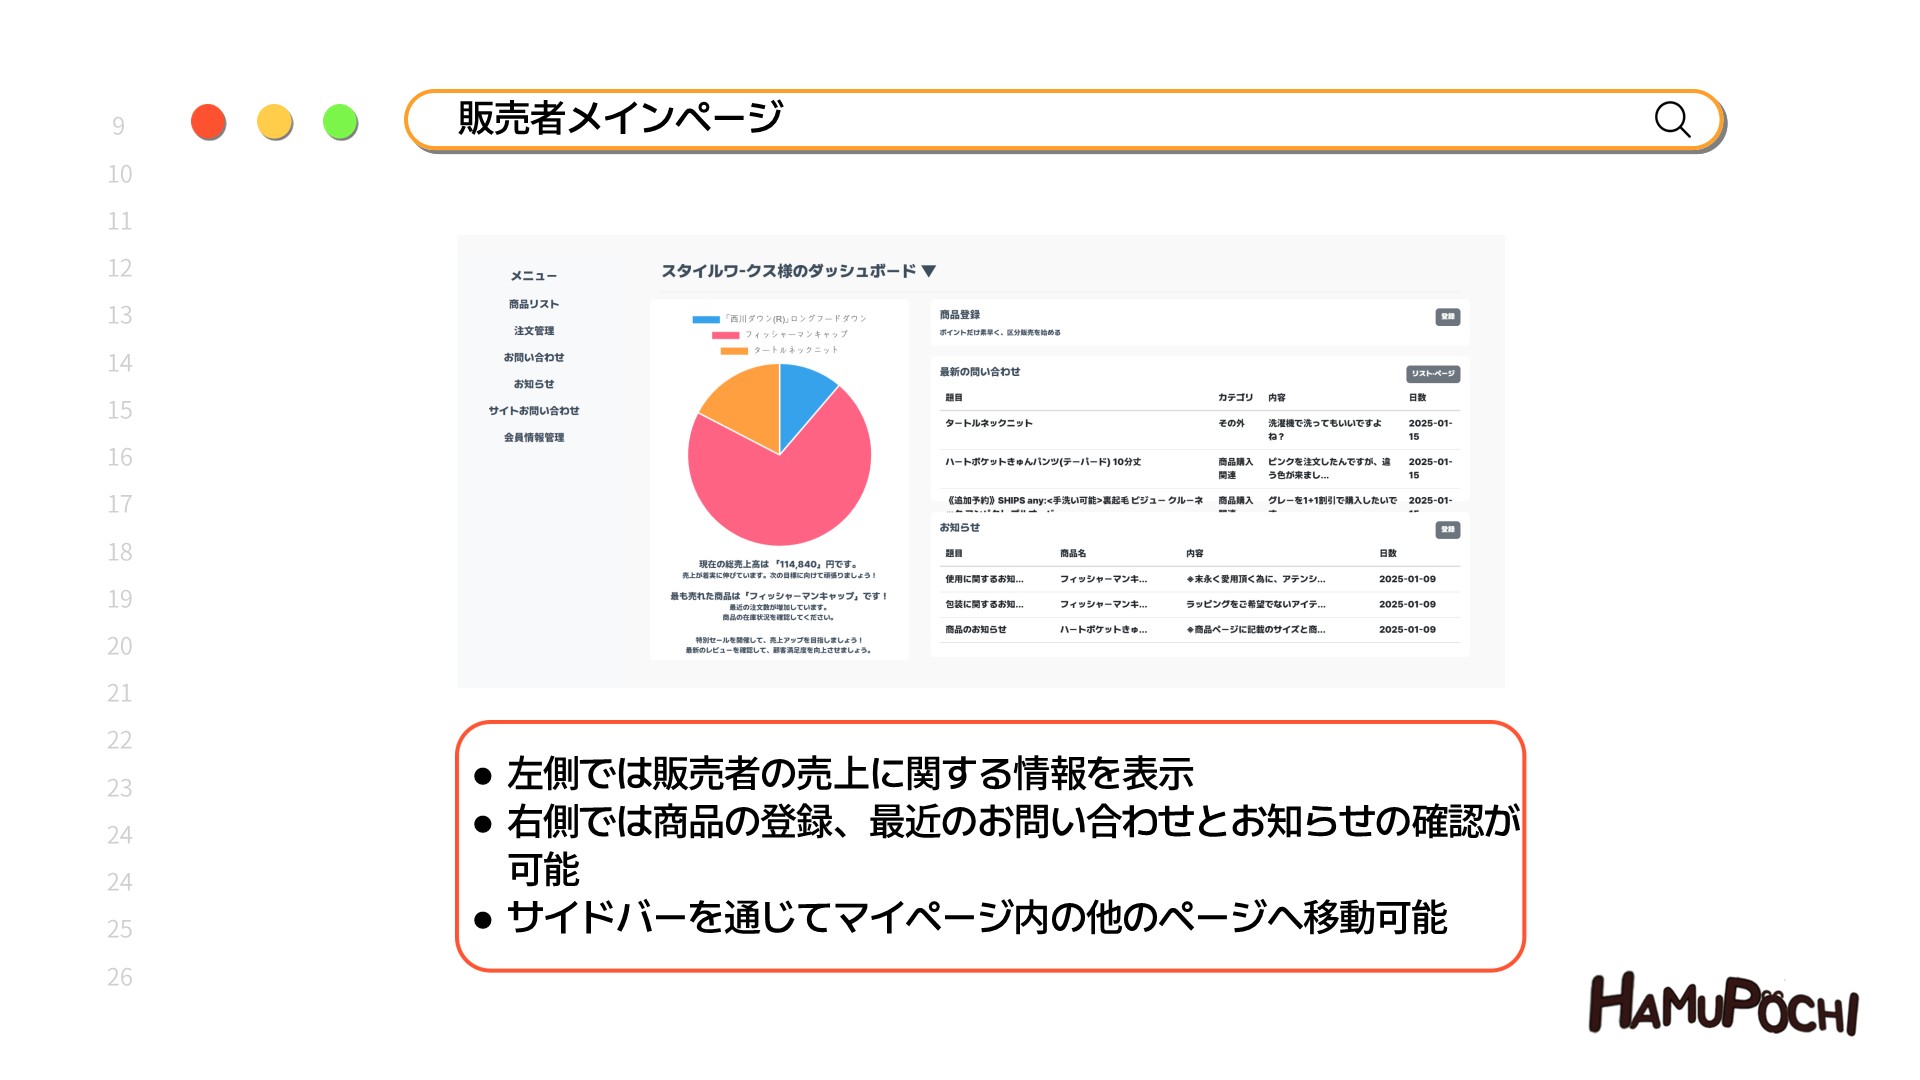 販売者メインページ
9
10
11
12
13
14
15
16
17
18
19
20
21
22
23
24
24
25
26
メニュー
商品リスト
注文管理
お問い合わせ
お知らせ
サイトお問い合わせ
会員情報管理
スタイルワークス様のダッシュボード ▼
「西川ダウン(R)」ロングフードダウン
フィッシャーマンキャップ
タートルネックニット
現在の総売上高は 「114,840」 円です。
売上が着実に伸びています。次の目標に向けて頑張りましょう！
最も売れた商品は「フィッシャーマンキャップ」です！
最近の注文数が増加しています。
商品の在庫状況を確認してください。
特別セールを開催して、売上アップを目指しましょう！
最新のレビューを確認して、顧客満足度を向上させましょう。
商品登録 登録
ポイントだけ素早く、区分販売を始める
最新の問い合わせ リストページ
題目 カテゴリ 内容 日数
タートルネックニット その外 洗濯機で洗ってもいいですよ 2025-01-
ね？ 15
ハートポケットきゅんパンツ(テーパード) 10分丈 商品購入 ピンクを注文したんですが、違 2025-01-
関連 う色が来まし... 15
《追加予約》 SHIPS any:<手洗い可能>裏起毛 ビジュー クルーネ 商品購入 グレーを1+1割引で購入したいで 2025-01-
お知らせ 登録
題目 商品名 内容 日数
使用に関するお知... フィッシャーマンキ... ※末永く愛用頂く為に、アテンシ... 2025-01-09
包装に関するお知... フィッシャーマンキ... ラッピングをご希望でないアイテ... 2025-01-09
商品のお知らせ ハートポケットきゅ... ※商品ページに記載のサイズと商... 2025-01-09
● 左側では販売者の売上に関する情報を表示
● 右側では商品の登録、最近のお問い合わせとお知らせの確認が
可能
● サイドバーを通じてマイページ内の他のページへ移動可能
HAMUPOCHI